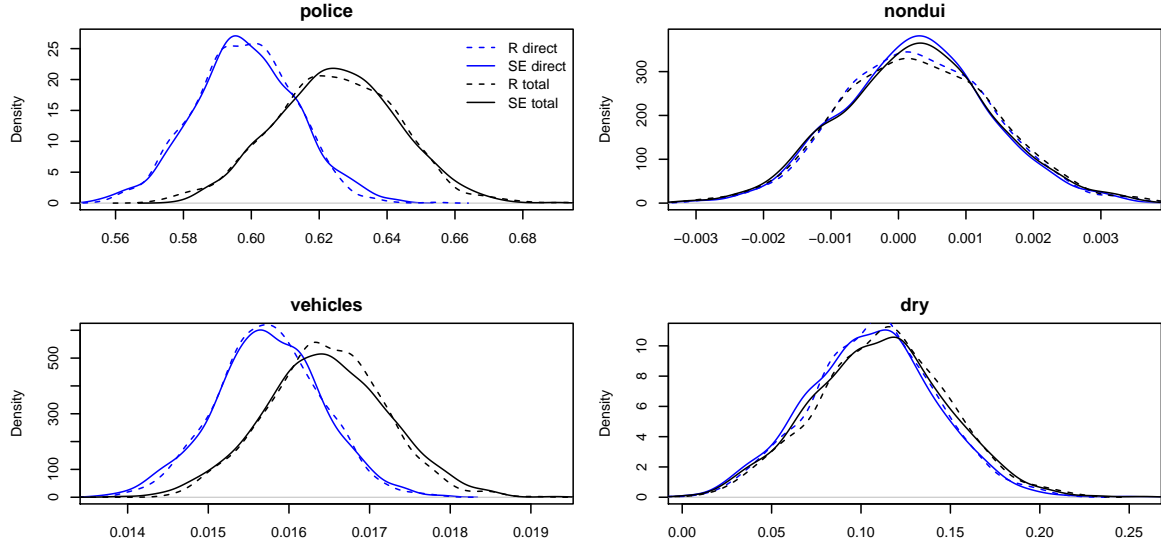 police
Density
25
20
15
10
5
0
0.56 0.58 0.60 0.62 0.64 0.66 0.68
R direct
SE direct
R total
SE total
nondui
Density
300
200
100
0
−0.003 −0.002 −0.001 0.000 0.001 0.002 0.003
vehicles
Density
500
300
100
0
0.014 0.015 0.016 0.017 0.018 0.019
dry
Density
10
8
6
4
2
0
0.00 0.05 0.10 0.15 0.20 0.25